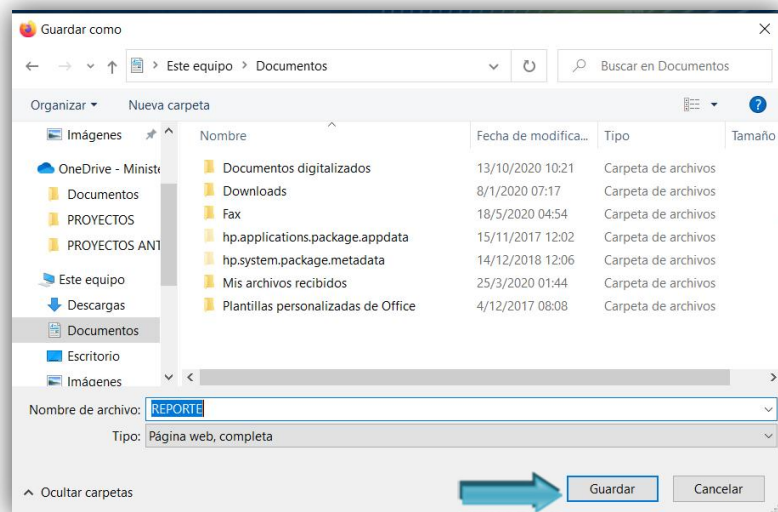 Guardar como
Este equipo > Documentos
Buscar en Documentos
Organizar
Nueva carpeta
Nombre
Fecha de modifica...
Tipo
Tamaño
Imágenes
OneDrive - Ministe
Documentos
PROYECTOS
PROYECTOS ANT
Este equipo
Descargas
Documentos
Escritorio
Imágenes
Documentos digitalizados 13/10/2020 10:21 Carpeta de archivos
Downloads 8/1/2020 07:17 Carpeta de archivos
Fax 18/5/2020 04:54 Carpeta de archivos
hp.applications.package.appdata 15/11/2017 12:02 Carpeta de archivos
hp.system.package.metadata 14/12/2018 12:06 Carpeta de archivos
Mis archivos recibidos 25/3/2020 01:44 Carpeta de archivos
Plantillas personalizadas de Office 4/12/2017 08:08 Carpeta de archivos
Nombre de archivo: REPORTE
Tipo: Página web, completa
Ocultar carpetas
Guardar
Cancelar